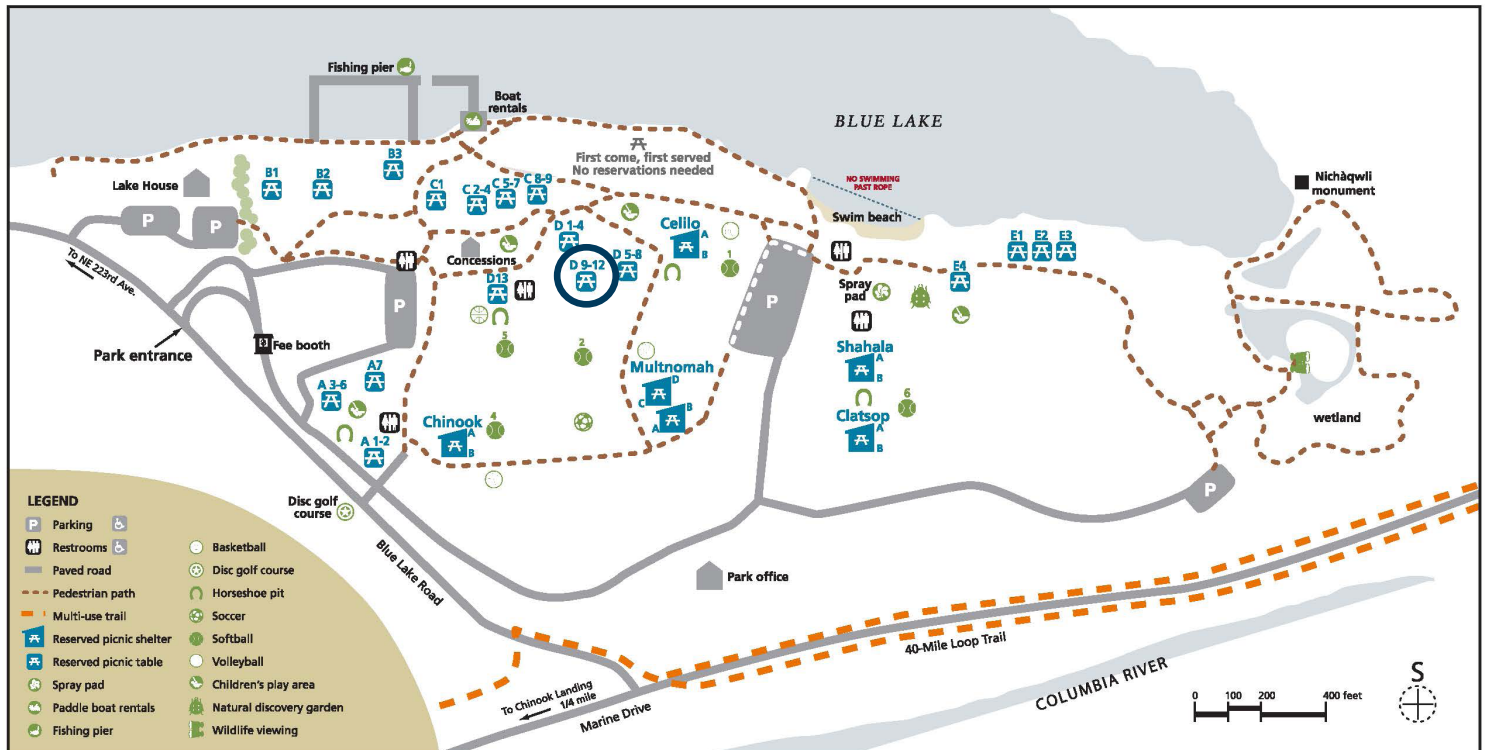 Fishing pier
Boat
rentals
BLUE LAKE
First come, first served
No reservations needed
NO SWIMMING
PAST ROPE
Nichàqwli
monument
Lake House
B1
B2
B3
C1
C 2-4
C 5-7
C 8-9
Swim beach
P
P
Celilo
A
B
D 1-4
D 5-8
D 9-12
D13
Concessions
1
E1
E2
E3
E4
To NE 223rd Ave.
P
P
Spray
pad
Park entrance
Fee booth
5
2
Shahala
A
B
A7
A 3-6
Multnomah
D
C
B
A
6
Clatsop
A
B
wetland
Chinook
A
B
4
A 1-2
P
Disc golf
course
Blue Lake Road
Park office
40-Mile Loop Trail
To Chinook Landing
1/4 mile
Marine Drive
COLUMBIA RIVER
0 100 200 400 feet
S
LEGEND
P Parking
Restrooms
Paved road
Pedestrian path
Multi-use trail
Reserved picnic shelter
Reserved picnic table
Spray pad
Paddle boat rentals
Fishing pier
Basketball
Disc golf course
Horseshoe pit
Soccer
Softball
Volleyball
Children's play area
Natural discovery garden
Wildlife viewing